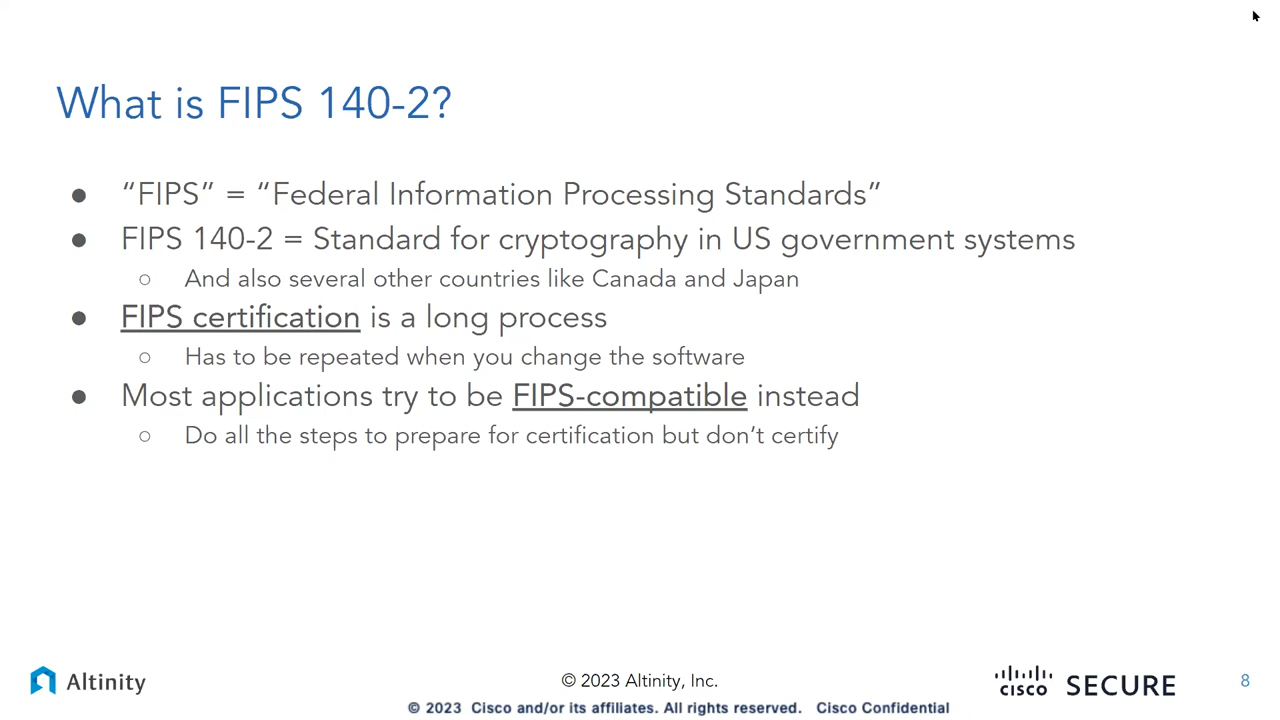 What is FIPS 140-2?
● “FIPS” = “Federal Information Processing Standards”
● FIPS 140-2 = Standard for cryptography in US government systems
○ And also several other countries like Canada and Japan
● FIPS certification is a long process
○ Has to be repeated when you change the software
● Most applications try to be FIPS-compatible instead
○ Do all the steps to prepare for certification but don’t certify
Altinity
© 2023 Altinity, Inc.
CISCO SECURE
8
© 2023 Cisco and/or its affiliates. All rights reserved. Cisco Confidential